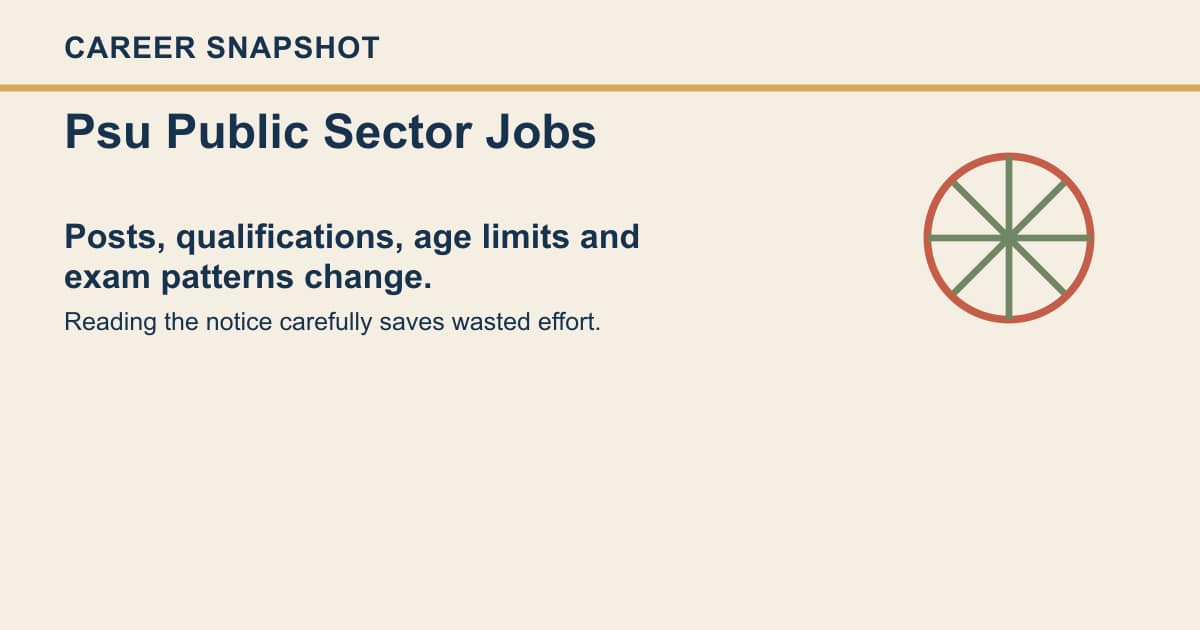 CAREER SNAPSHOT
Psu Public Sector Jobs
Posts, qualifications, age limits and
exam patterns change.
Reading the notice carefully saves wasted effort.